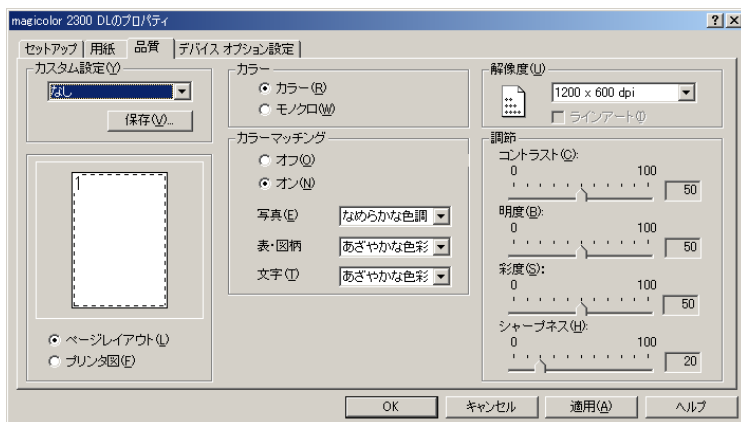 magicolor 2300 DLのプロパティ
セットアップ 用紙 品質 デバイス オプション設定
カスタム設定(Y)
なし
保存(V)...
1
ページレイアウト(L)
プリンタ図(F)
カラー
カラー(R)
モノクロ(W)
カラーマッチング
オフ(O)
オン(N)
写真(E) なめらかな色調
表・図柄 あざやかな色彩
文字(T) あざやかな色彩
解像度(U)
1200 x 600 dpi
ラインアート(I)
調節
コントラスト(C):
0 100
50
明度(B):
0 100
50
彩度(S):
0 100
50
シャープネス(H):
0 100
20
OK キャンセル 適用(A) ヘルプ